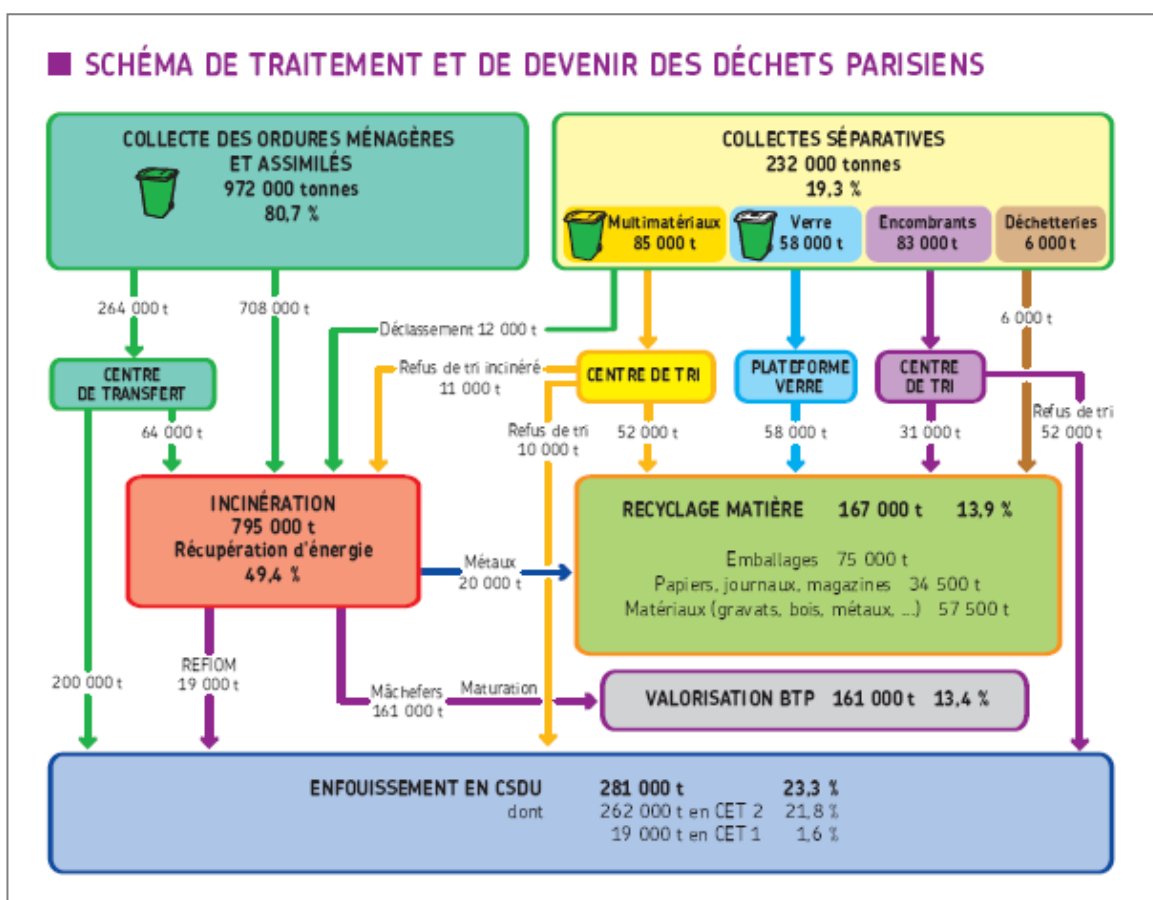 SCHÉMA DE TRAITEMENT ET DE DEVENIR DES DÉCHETS PARISIENS
COLLECTE DES ORDURES MÉNAGÈRES
ET ASSIMILÉS
972 000 tonnes
80,7 %
COLLECTES SÉPARATIVES
232 000 tonnes
19,3 %
Multimatériaux
85 000 t
Verre
58 000 t
Encombrants
83 000 t
Déchetteries
6 000 t
264 000 t
708 000 t
Déclassement 12 000 t
6 000 t
CENTRE
DE TRANSFERT
Refus de tri incinéré
11 000 t
CENTRE DE TRI
PLATEFORME
VERRE
CENTRE
DE TRI
64 000 t
Refus de tri
10 000 t
52 000 t
58 000 t
31 000 t
Refus de tri
52 000 t
INCINÉRATION
795 000 t
Récupération d'énergie
49,4 %
Métaux
20 000 t
RECYCLAGE MATIÈRE 167 000 t 13,9 %
Emballages 75 000 t
Papiers, journaux, magazines 34 500 t
Matériaux (gravats, bois, métaux, ...) 57 500 t
200 000 t
REFIOM
19 000 t
Mâchefers
161 000 t
Maturation
VALORISATION BTP 161 000 t 13,4 %
ENFOUISSEMENT EN CSDU 281 000 t 23,3 %
dont 262 000 t en CET 2 21,8 %
19 000 t en CET 1 1,6 %